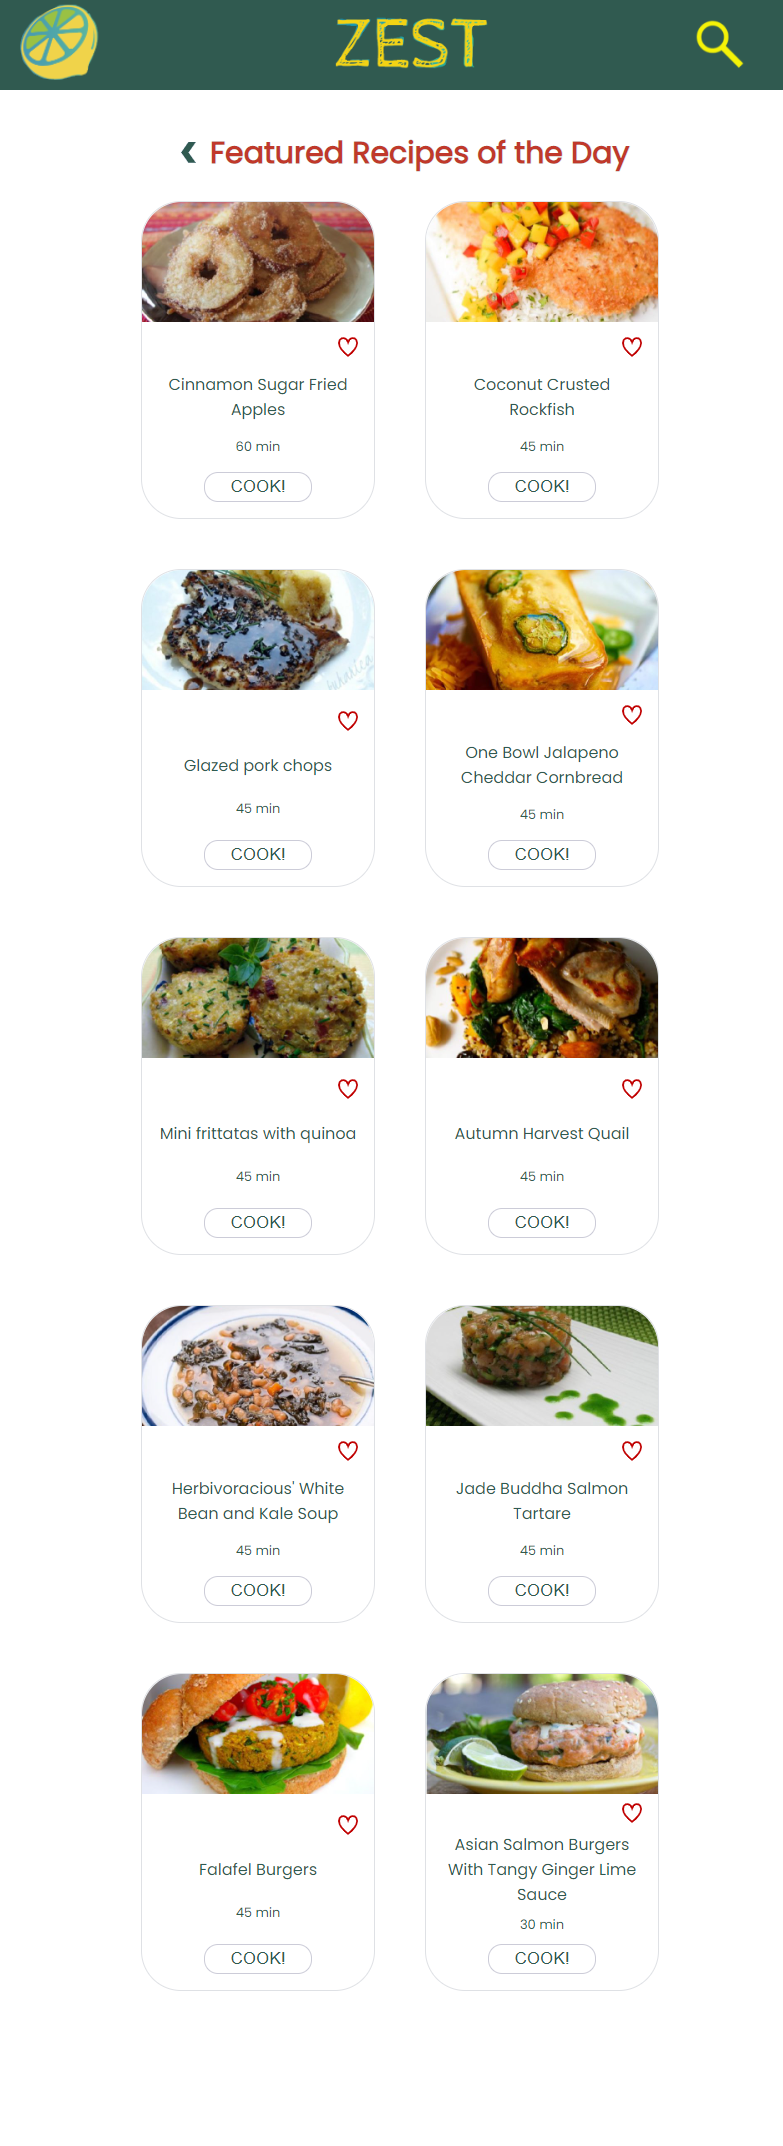 ZEST
Featured Recipes of the Day
Cinnamon Sugar Fried
Apples
60 min
COOK!
Coconut Crusted
Rockfish
45 min
COOK!
Glazed pork chops
45 min
COOK!
One Bowl Jalapeno
Cheddar Cornbread
45 min
COOK!
Mini frittatas with quinoa
45 min
COOK!
Autumn Harvest Quail
45 min
COOK!
Herbivoracious' White
Bean and Kale Soup
45 min
COOK!
Jade Buddha Salmon
Tartare
45 min
COOK!
Falafel Burgers
45 min
COOK!
Asian Salmon Burgers
With Tangy Ginger Lime
Sauce
30 min
COOK!